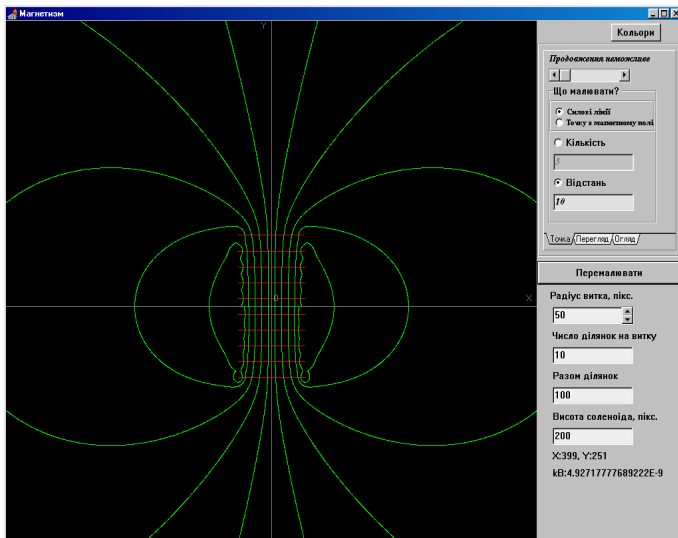 Магнетизм
Кольори
Продовження неможливе
Що малювати?
Силові лінії
Точку в магнитному полі
Кількість
5
Відстань
10
Точка Перегляд Огляд
Перемалювати
Радіус витка, пікс.
50
Число ділянок на витку
10
Разом ділянок
100
Висота соленоїда, пікс.
200
X:399, Y:251
kB:4.92717777689222E-9
Y
X
0